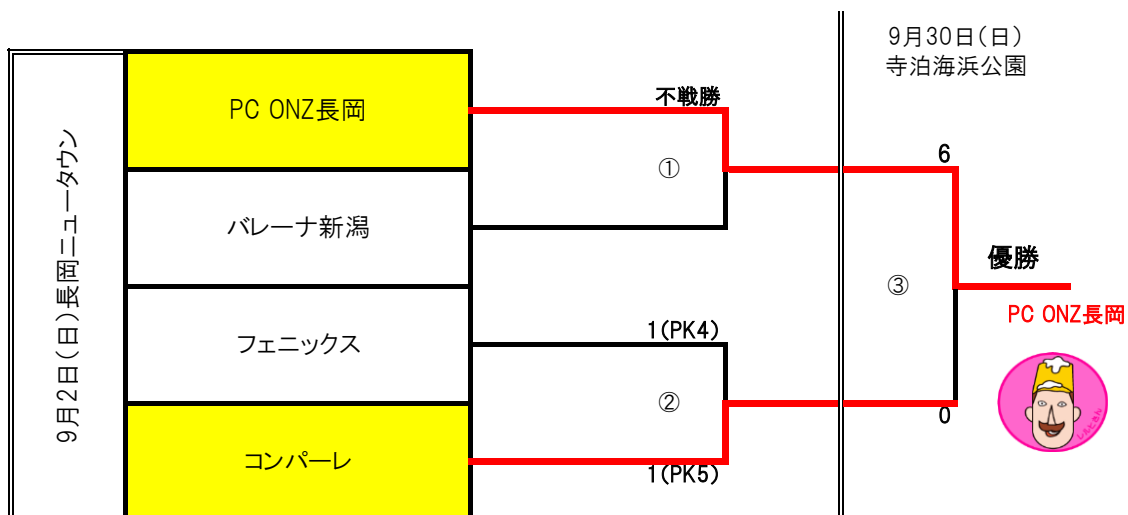 9月30日(日)
寺泊海浜公園
9月2日(日)長岡ニュータウン
PC ONZ長岡
バレーナ新潟
フェニックス
コンパーレ
不戦勝
①
1(PK4)
②
1(PK5)
6
③
0
優勝
PC ONZ長岡